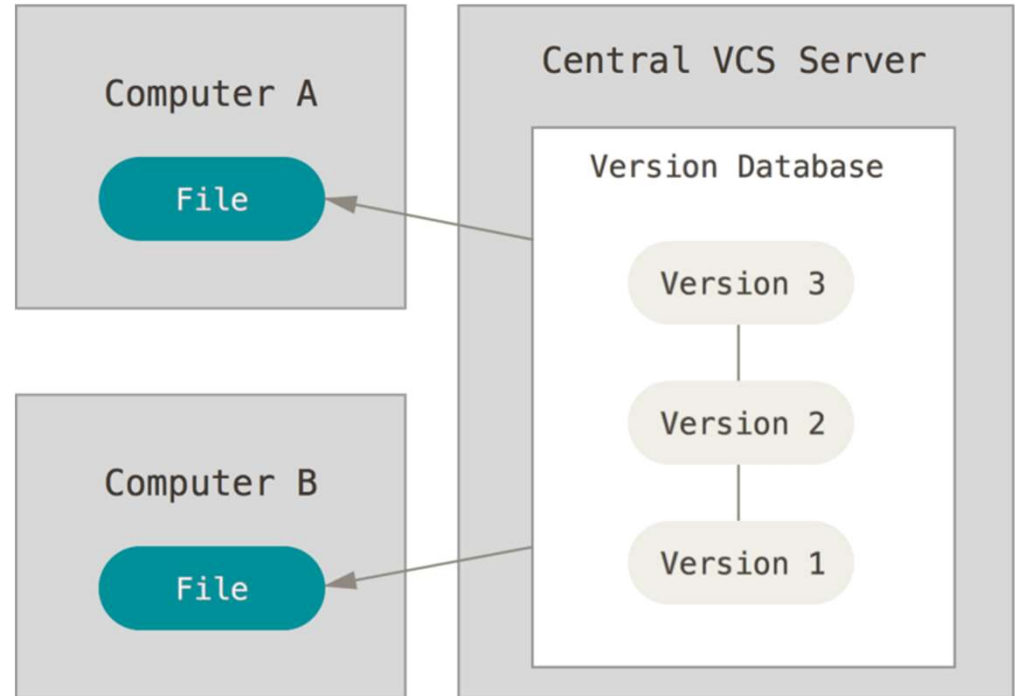 Computer A
File
Computer B
File
Central VCS Server
Version Database
Version 3
Version 2
Version 1